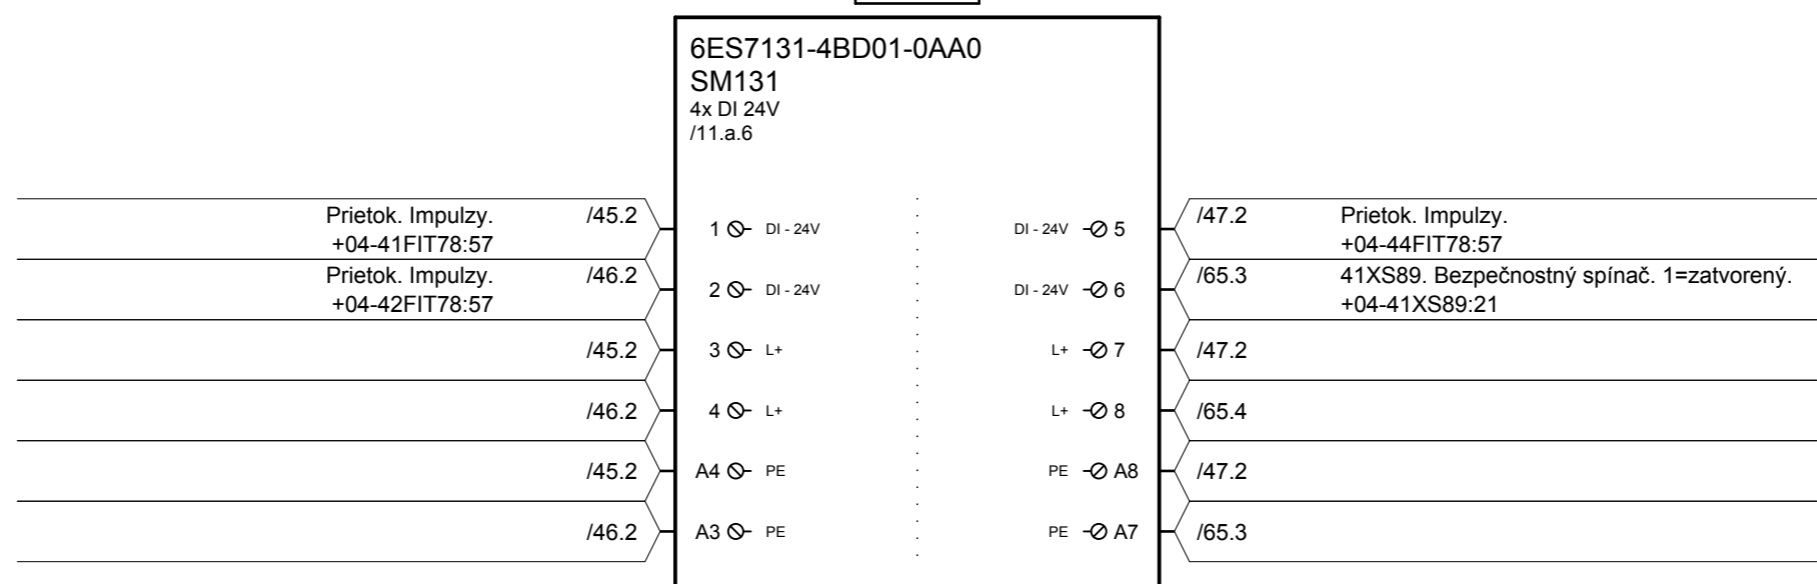 6ES7131-4BD01-0AA0
SM131
4x DI 24V
/11.a.6
Prietok. Impulzy. /45.2 1 DI - 24V DI - 24V 5 /47.2 Prietok. Impulzy.
+04-41FIT78:57 +04-44FIT78:57
Prietok. Impulzy. /46.2 2 DI - 24V DI - 24V 6 /65.3 41XS89. Bezpečnostný spínač. 1=zatvorený.
+04-42FIT78:57 +04-41XS89:21
/45.2 3 L+ L+ 7 /47.2
/46.2 4 L+ L+ 8 /65.4
/45.2 A4 PE PE A8 /47.2
/46.2 A3 PE PE A7 /65.3